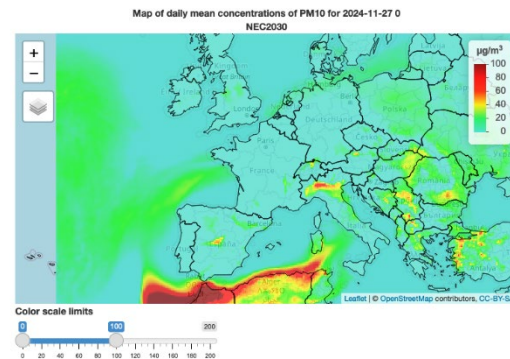 Map of daily mean concentrations of PM10 for 2024-11-27 0
NEC2030
+
−
µg/m³
100
80
60
40
20
0
London
Paris
France
Deutschland
Polska
Česko
España
Barcelona
Antalya
Leaflet | © OpenStreetMap contributors, CC-BY-S
Color scale limits
0
100
200
0 20 40 60 80 100 120 140 160 180 200